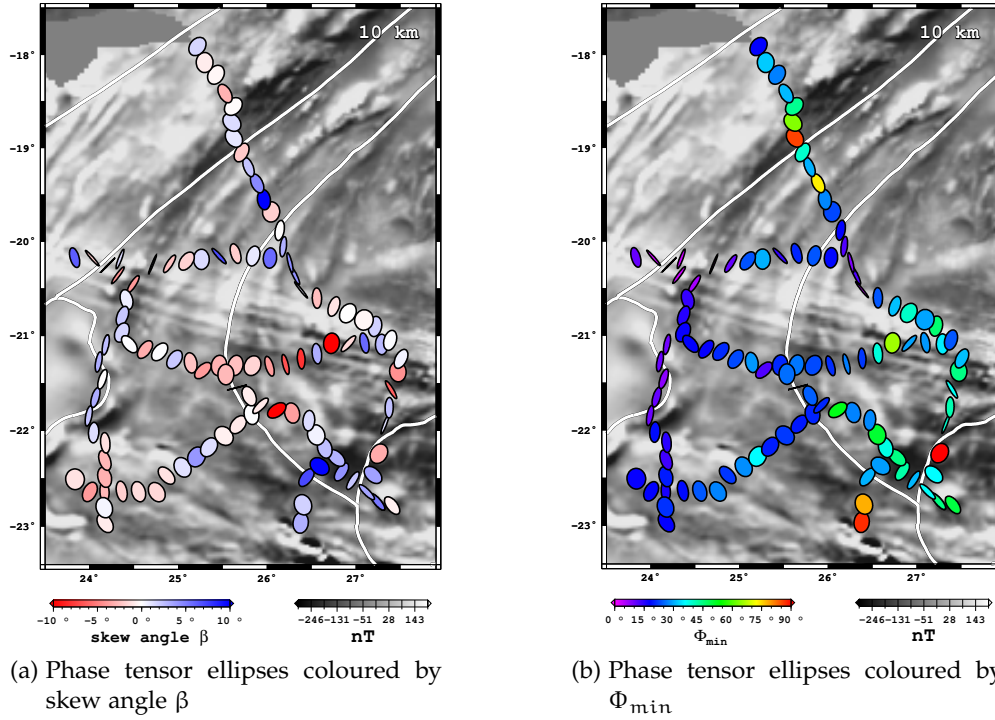 10 km
-18°
-19°
-20°
-21°
-22°
-23°
24° 25° 26° 27°
-10 ° -5 ° 0 ° 5 ° 10 °
skew angle β
-246-131 -51 28 143
nT
(a) Phase tensor ellipses coloured by
skew angle β
10 km
-18°
-19°
-20°
-21°
-22°
-23°
24° 25° 26° 27°
0 ° 15 ° 30 ° 45 ° 60 ° 75 ° 90 °
Φmin
-246-131 -51 28 143
nT
(b) Phase tensor ellipses coloured by
Φmin